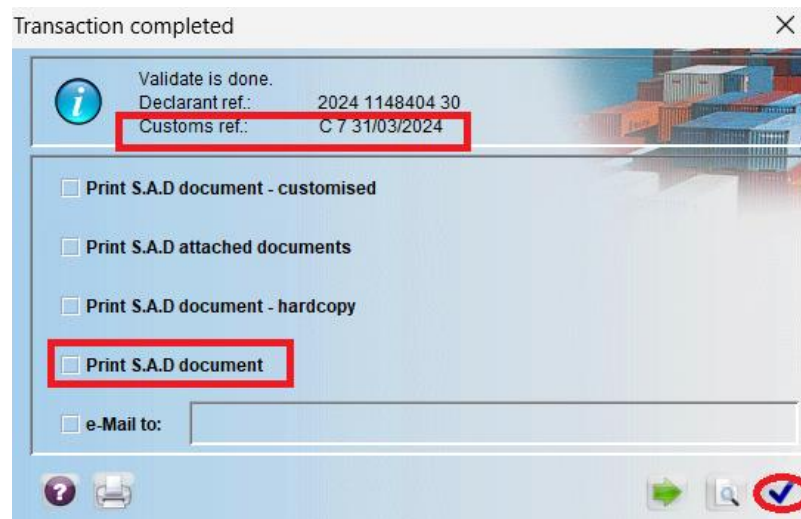 Transaction completed
Validate is done.
Declarant ref.: 2024 1148404 30
Customs ref.: C 7 31/03/2024
Print S.A.D document - customised
Print S.A.D attached documents
Print S.A.D document - hardcopy
Print S.A.D document
e-Mail to: